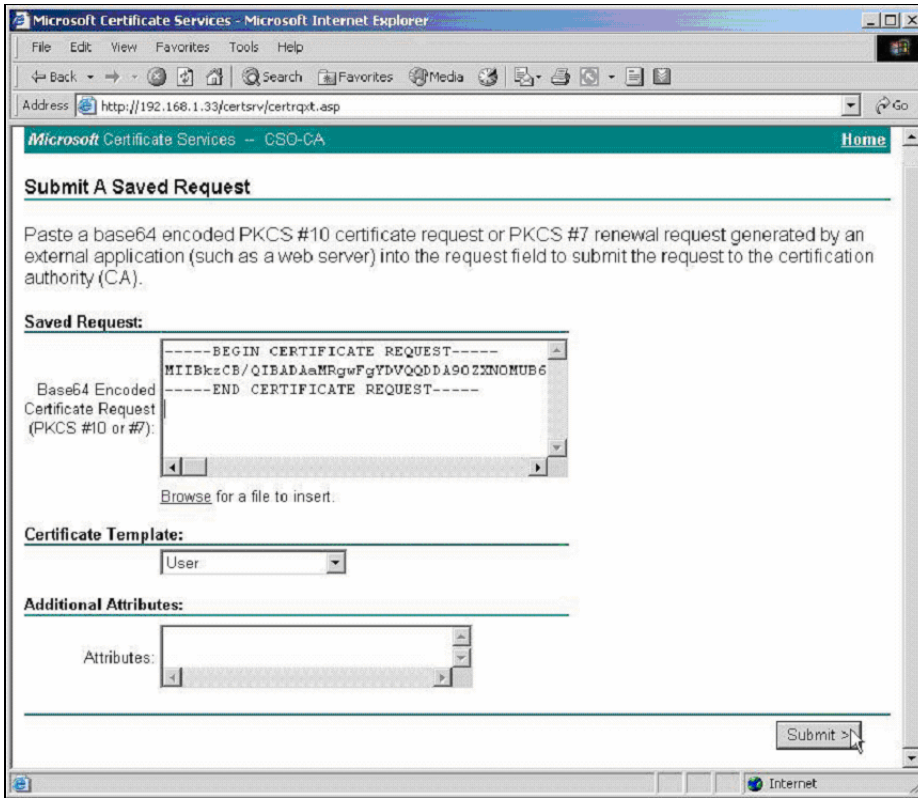 Microsoft Certificate Services - Microsoft Internet Explorer
File Edit View Favorites Tools Help
Back Search Favorites Media
Address http://192.168.1.33/certsrv/certrqxt.asp Go
Microsoft Certificate Services -- CSO-CA Home
Submit A Saved Request
Paste a base64 encoded PKCS #10 certificate request or PKCS #7 renewal request generated by an
external application (such as a web server) into the request field to submit the request to the certification
authority (CA).
Saved Request:
-----BEGIN CERTIFICATE REQUEST-----
MIIBkzCB/QIBADAaMRgwFgYDVQQDDA9OZXNOMUB6
-----END CERTIFICATE REQUEST-----
Base64 Encoded
Certificate Request
(PKCS #10 or #7):
Browse for a file to insert.
Certificate Template:
User
Additional Attributes:
Attributes:
Submit >
Internet